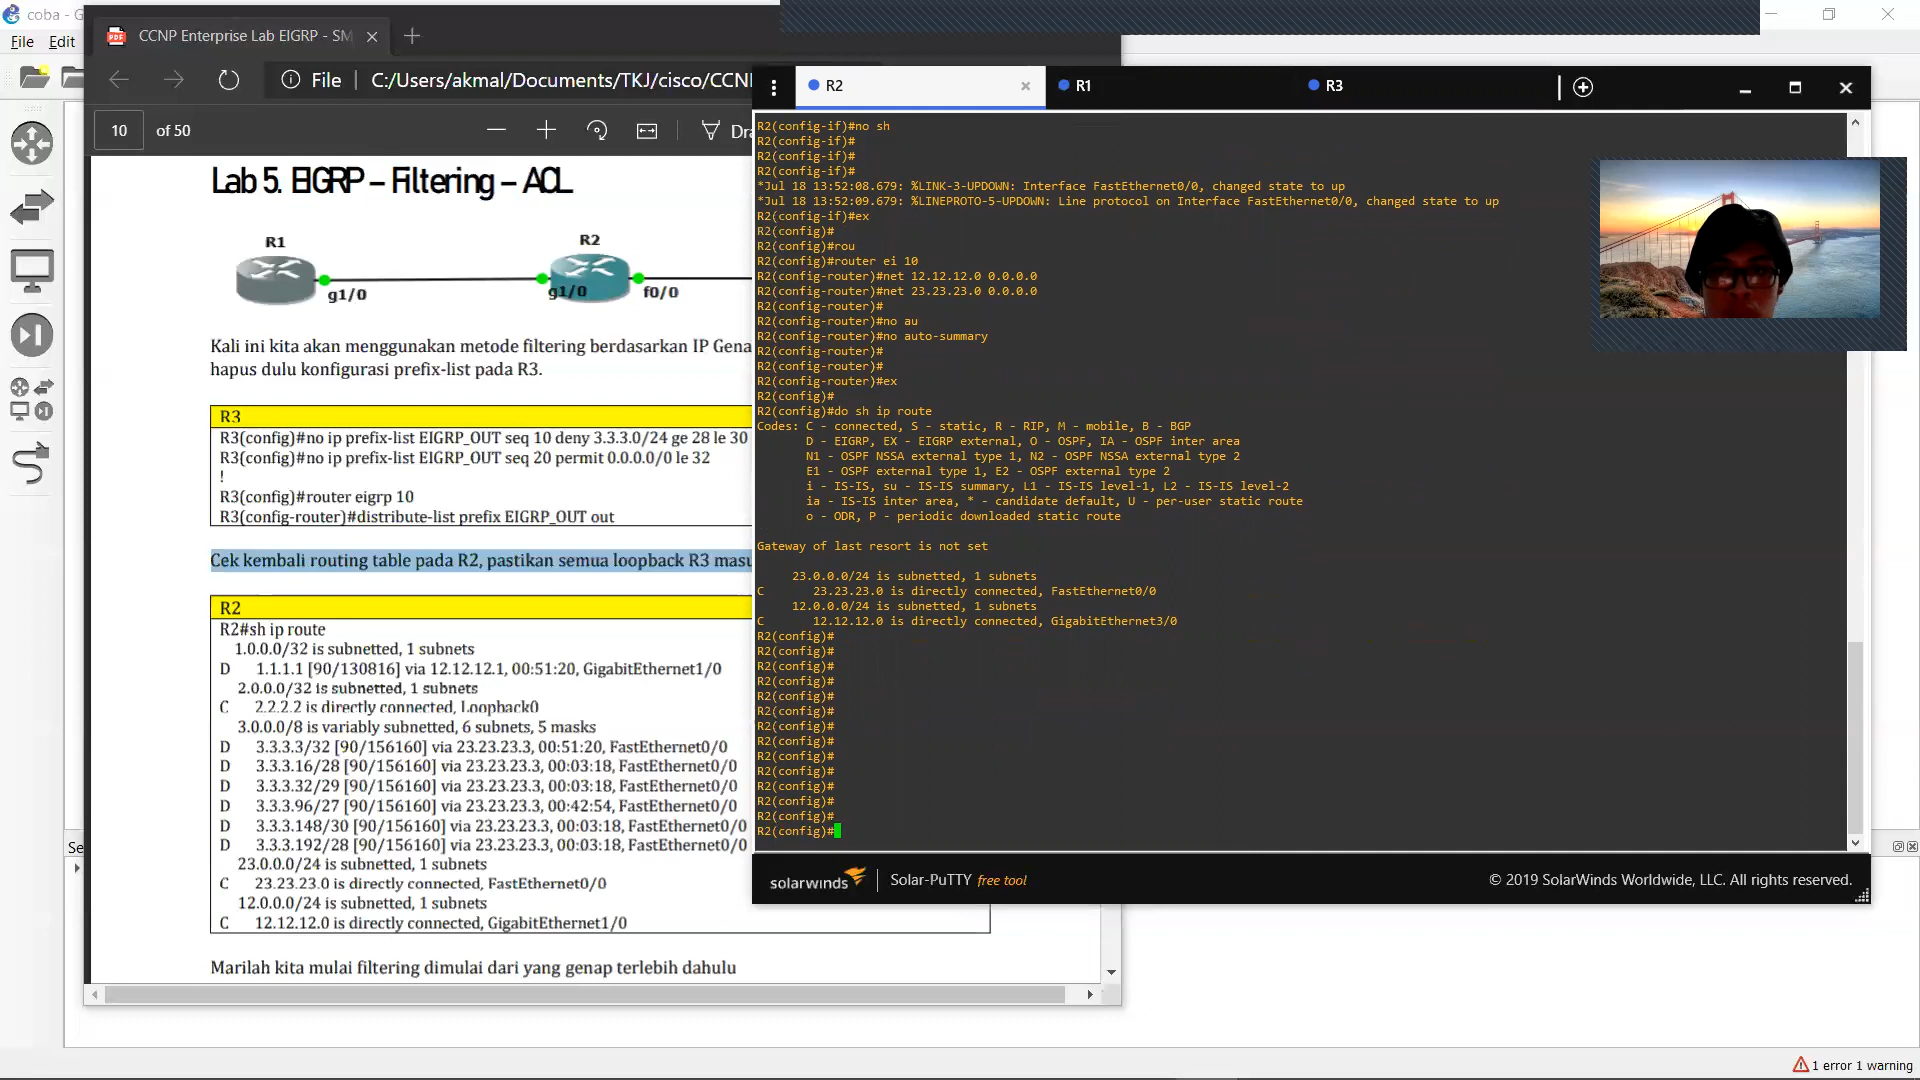 coba - G
File Edit
CCNP Enterprise Lab EIGRP - SM
File C:/Users/akmal/Documents/TKJ/cisco/CCN
10 of 50
Lab 5. EIGRP – Filtering – ACL
R1 R2
g1/0 g1/0 f0/0
Kali ini kita akan menggunakan metode filtering berdasarkan IP Gena
hapus dulu konfigurasi prefix-list pada R3.
R3
R3(config)#no ip prefix-list EIGRP_OUT seq 10 deny 3.3.3.0/24 ge 28 le 30
R3(config)#no ip prefix-list EIGRP_OUT seq 20 permit 0.0.0.0/0 le 32
!
R3(config)#router eigrp 10
R3(config-router)#distribute-list prefix EIGRP_OUT out
Cek kembali routing table pada R2, pastikan semua loopback R3 masu
R2
R2#sh ip route
1.0.0.0/32 is subnetted, 1 subnets
D 1.1.1.1 [90/130816] via 12.12.12.1, 00:51:20, GigabitEthernet1/0
2.0.0.0/32 is subnetted, 1 subnets
C 2.2.2.2 is directly connected, Loopback0
3.0.0.0/8 is variably subnetted, 6 subnets, 5 masks
D 3.3.3.3/32 [90/156160] via 23.23.23.3, 00:51:20, FastEthernet0/0
D 3.3.3.16/28 [90/156160] via 23.23.23.3, 00:03:18, FastEthernet0/0
D 3.3.3.32/29 [90/156160] via 23.23.23.3, 00:03:18, FastEthernet0/0
D 3.3.3.96/27 [90/156160] via 23.23.23.3, 00:42:54, FastEthernet0/0
D 3.3.3.148/30 [90/156160] via 23.23.23.3, 00:03:18, FastEthernet0/0
D 3.3.3.192/28 [90/156160] via 23.23.23.3, 00:03:18, FastEthernet0/0
23.0.0.0/24 is subnetted, 1 subnets
C 23.23.23.0 is directly connected, FastEthernet0/0
12.0.0.0/24 is subnetted, 1 subnets
C 12.12.12.0 is directly connected, GigabitEthernet1/0
Marilah kita mulai filtering dimulai dari yang genap terlebih dahulu
R2 R1 R3
R2(config-if)#no sh
R2(config-if)#
R2(config-if)#
R2(config-if)#
*Jul 18 13:52:08.679: %LINK-3-UPDOWN: Interface FastEthernet0/0, changed state to up
*Jul 18 13:52:09.679: %LINEPROTO-5-UPDOWN: Line protocol on Interface FastEthernet0/0, changed state to up
R2(config-if)#ex
R2(config)#
R2(config)#rou
R2(config)#router ei 10
R2(config-router)#net 12.12.12.0 0.0.0.0
R2(config-router)#net 23.23.23.0 0.0.0.0
R2(config-router)#
R2(config-router)#no au
R2(config-router)#no auto-summary
R2(config-router)#
R2(config-router)#
R2(config-router)#ex
R2(config)#
R2(config)#do sh ip route
Codes: C - connected, S - static, R - RIP, M - mobile, B - BGP
D - EIGRP, EX - EIGRP external, O - OSPF, IA - OSPF inter area
N1 - OSPF NSSA external type 1, N2 - OSPF NSSA external type 2
E1 - OSPF external type 1, E2 - OSPF external type 2
i - IS-IS, su - IS-IS summary, L1 - IS-IS level-1, L2 - IS-IS level-2
ia - IS-IS inter area, * - candidate default, U - per-user static route
o - ODR, P - periodic downloaded static route
Gateway of last resort is not set
23.0.0.0/24 is subnetted, 1 subnets
C 23.23.23.0 is directly connected, FastEthernet0/0
12.0.0.0/24 is subnetted, 1 subnets
C 12.12.12.0 is directly connected, GigabitEthernet3/0
R2(config)#
R2(config)#
R2(config)#
R2(config)#
R2(config)#
R2(config)#
R2(config)#
R2(config)#
R2(config)#
R2(config)#
R2(config)#
R2(config)#
R2(config)#
R2(config)#
solarwinds Solar-PuTTY free tool © 2019 SolarWinds Worldwide, LLC. All rights reserved.
1 error 1 warning